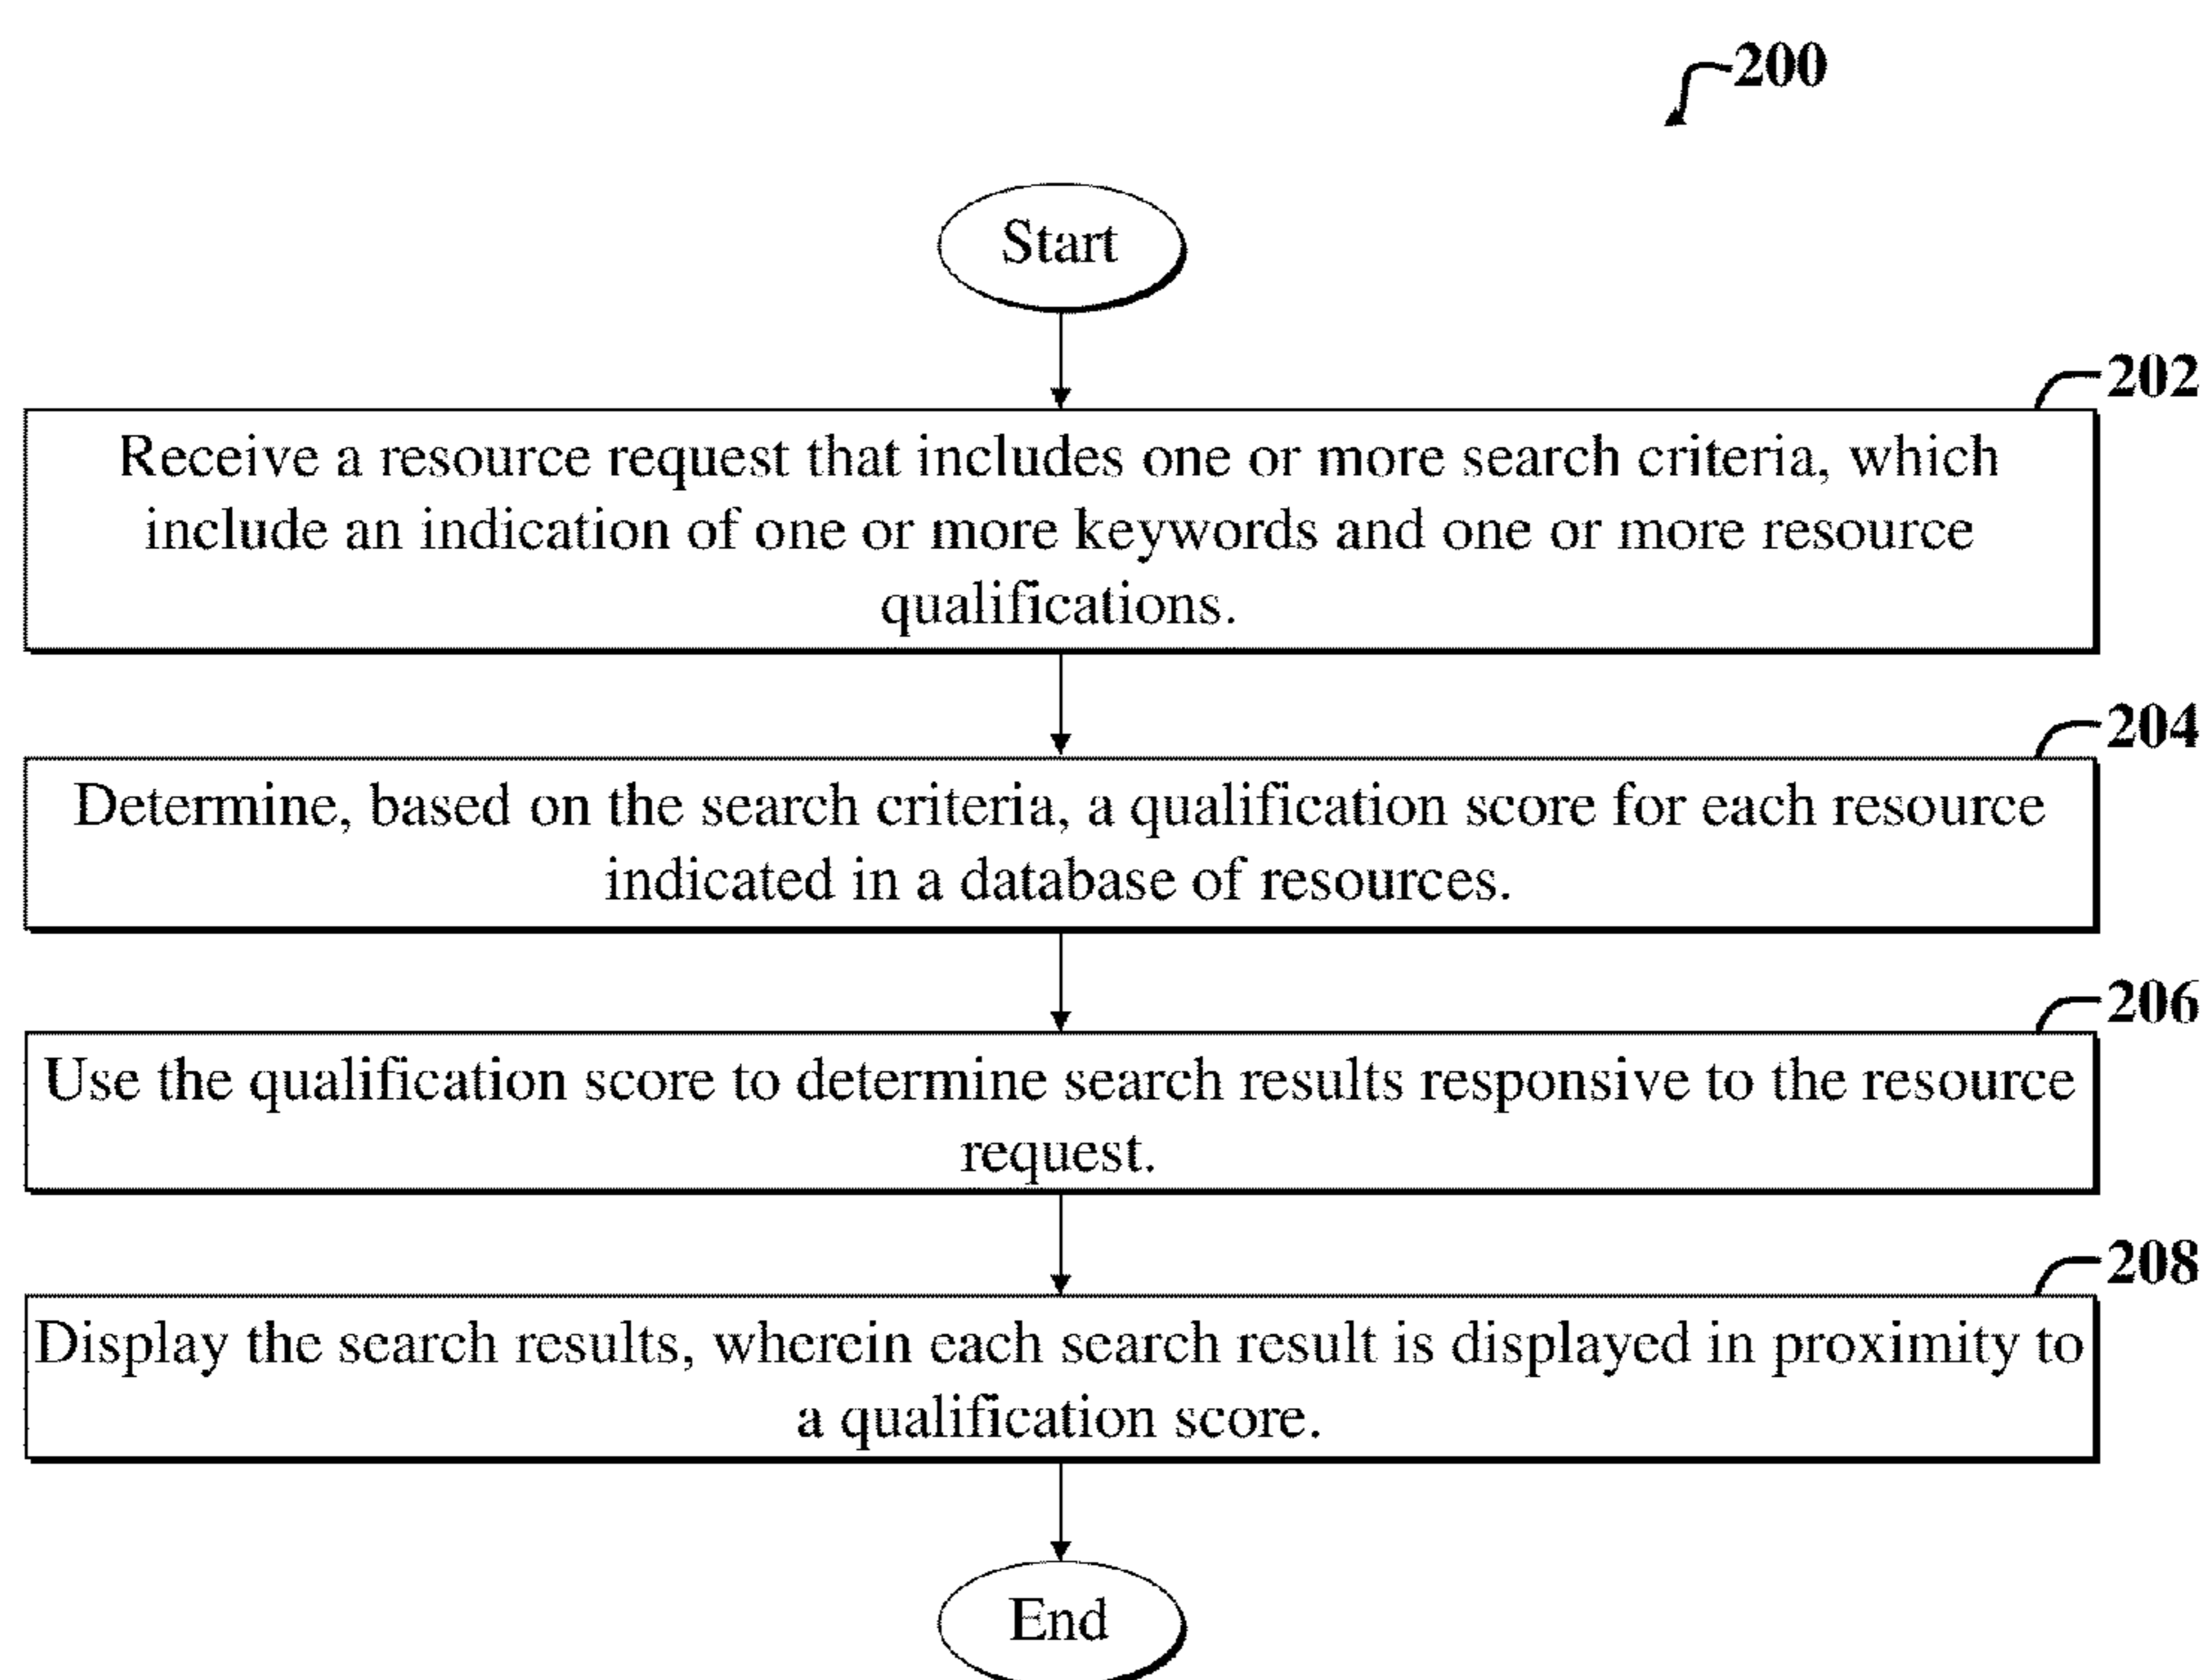 200
Start
202
Receive a resource request that includes one or more search criteria, which
include an indication of one or more keywords and one or more resource
qualifications.
204
Determine, based on the search criteria, a qualification score for each resource
indicated in a database of resources.
206
Use the qualification score to determine search results responsive to the resource
request.
208
Display the search results, wherein each search result is displayed in proximity to
a qualification score.
End